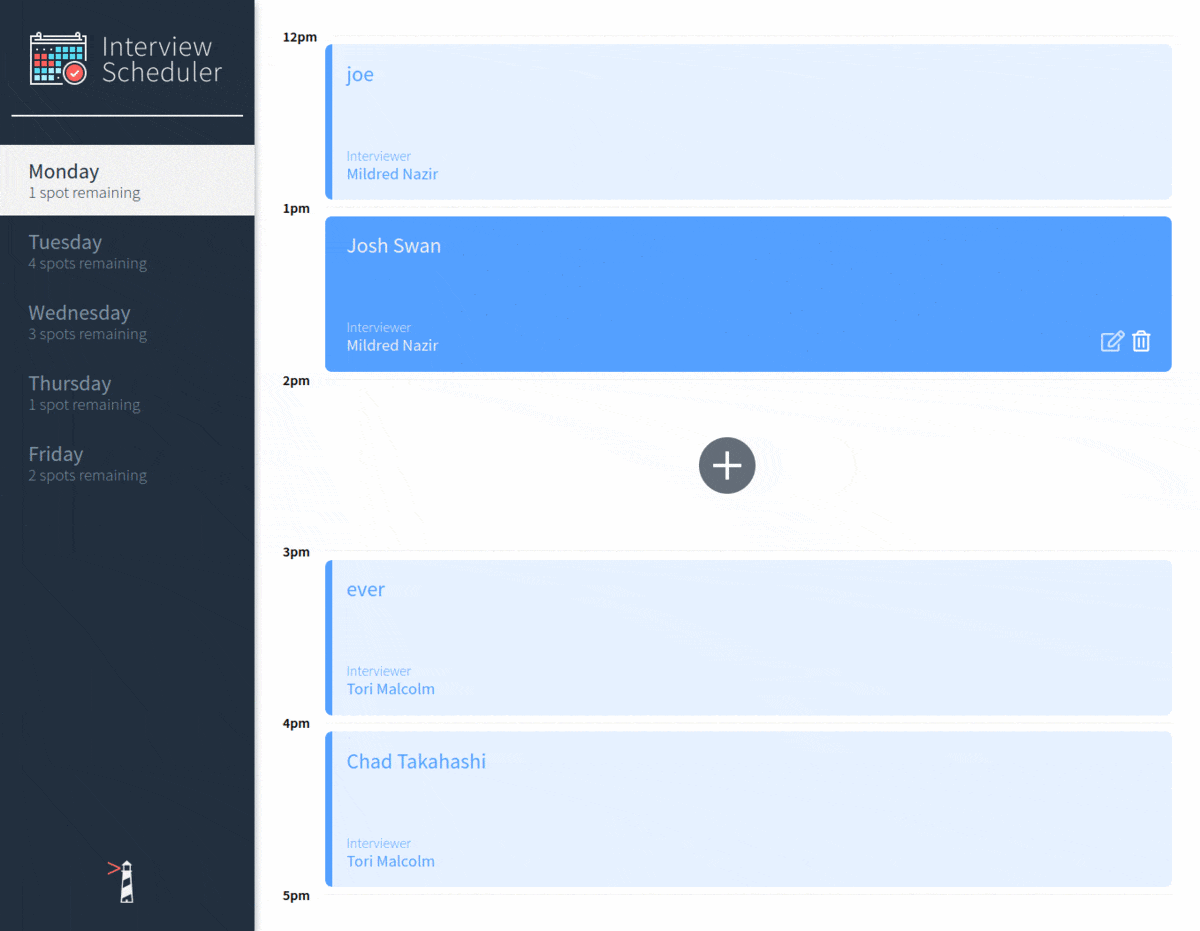 Interview
Scheduler
Monday
1 spot remaining
Tuesday
4 spots remaining
Wednesday
3 spots remaining
Thursday
1 spot remaining
Friday
2 spots remaining
12pm
joe
Interviewer
Mildred Nazir
1pm
Josh Swan
Interviewer
Mildred Nazir
2pm
3pm
ever
Interviewer
Tori Malcolm
4pm
Chad Takahashi
Interviewer
Tori Malcolm
5pm